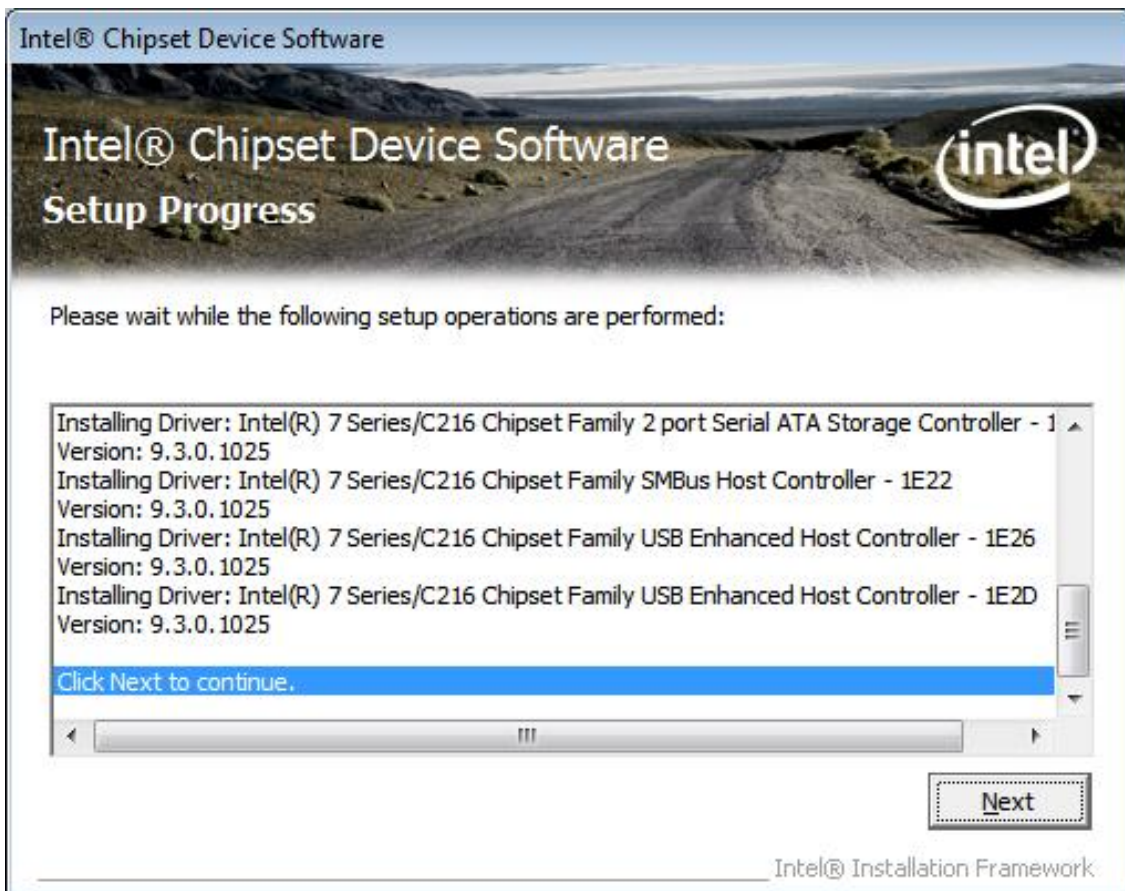 Intel® Chipset Device Software
Intel® Chipset Device Software
intel
Setup Progress
Please wait while the following setup operations are performed:
Installing Driver: Intel(R) 7 Series/C216 Chipset Family 2 port Serial ATA Storage Controller - 1
Version: 9.3.0.1025
Installing Driver: Intel(R) 7 Series/C216 Chipset Family SMBus Host Controller - 1E22
Version: 9.3.0.1025
Installing Driver: Intel(R) 7 Series/C216 Chipset Family USB Enhanced Host Controller - 1E26
Version: 9.3.0.1025
Installing Driver: Intel(R) 7 Series/C216 Chipset Family USB Enhanced Host Controller - 1E2D
Version: 9.3.0.1025
Click Next to continue.
Next
Intel® Installation Framework